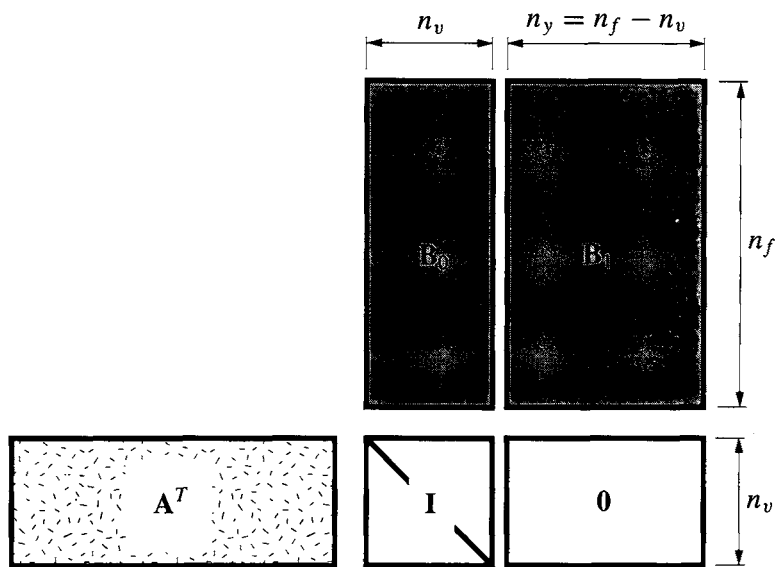 n_v n_y = n_f − n_v
n_f
B_0 B_1
A^T I 0 n_v